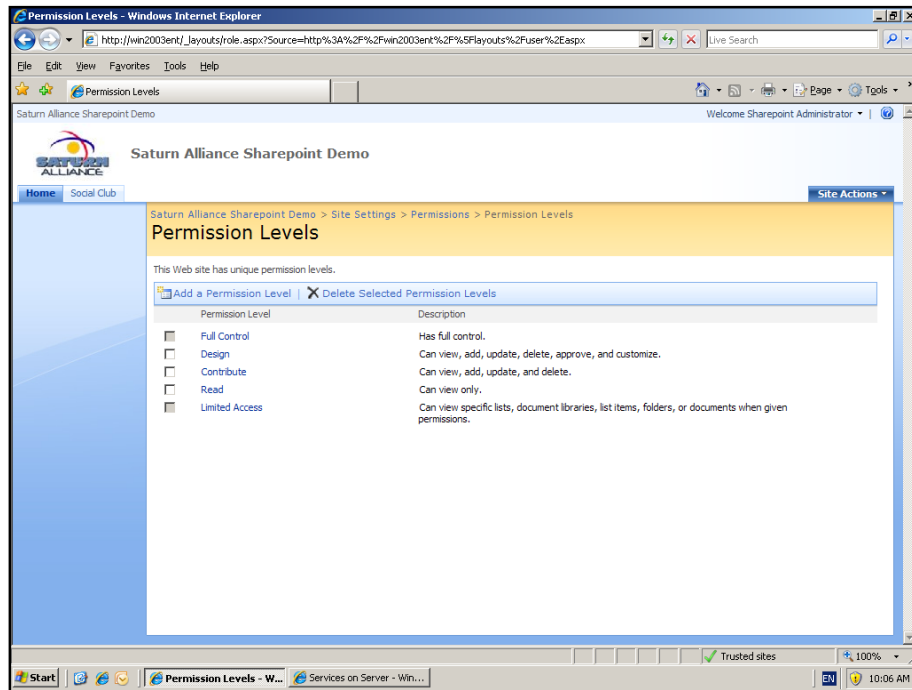 Permission Levels - Windows Internet Explorer
http://win2003ent/_layouts/role.aspx?Source=http%3A%2F%2Fwin2003ent%2F%5Flayouts%2Fuser%2Easpx
Live Search
File Edit View Favorites Tools Help
Permission Levels
Page Tools
Saturn Alliance Sharepoint Demo
Welcome Sharepoint Administrator
SATURN
ALLIANCE
Saturn Alliance Sharepoint Demo
Home Social Club
Site Actions
Saturn Alliance Sharepoint Demo > Site Settings > Permissions > Permission Levels
Permission Levels
This Web site has unique permission levels.
Add a Permission Level | Delete Selected Permission Levels
Permission Level Description
Full Control Has full control.
Design Can view, add, update, delete, approve, and customize.
Contribute Can view, add, update, and delete.
Read Can view only.
Limited Access Can view specific lists, document libraries, list items, folders, or documents when given
permissions.
Trusted sites 100%
Start Permission Levels - W... Services on Server - Win... EN 10:06 AM